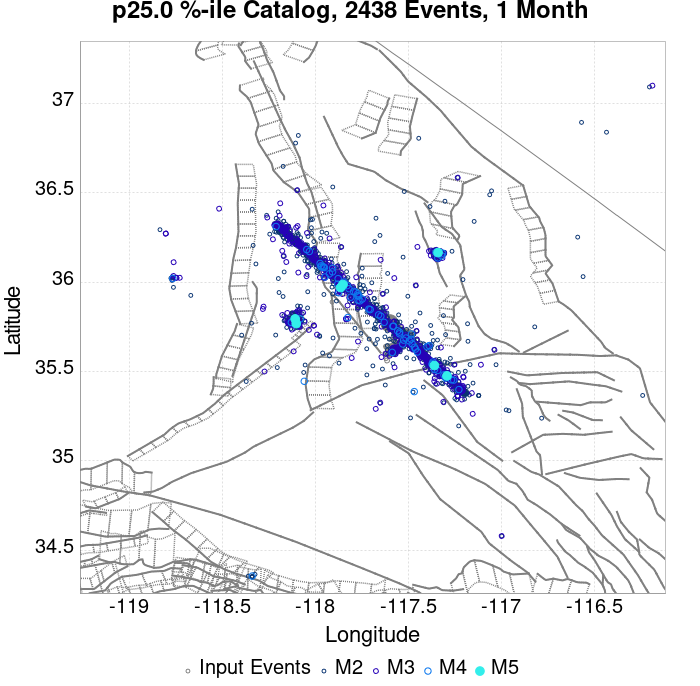 p25.0 %-ile Catalog, 2438 Events, 1 Month
37
36.5
36
35.5
35
34.5
Latitude
-119 -118.5 -118 -117.5 -117 -116.5
Longitude
Input Events M2 M3 M4 M5